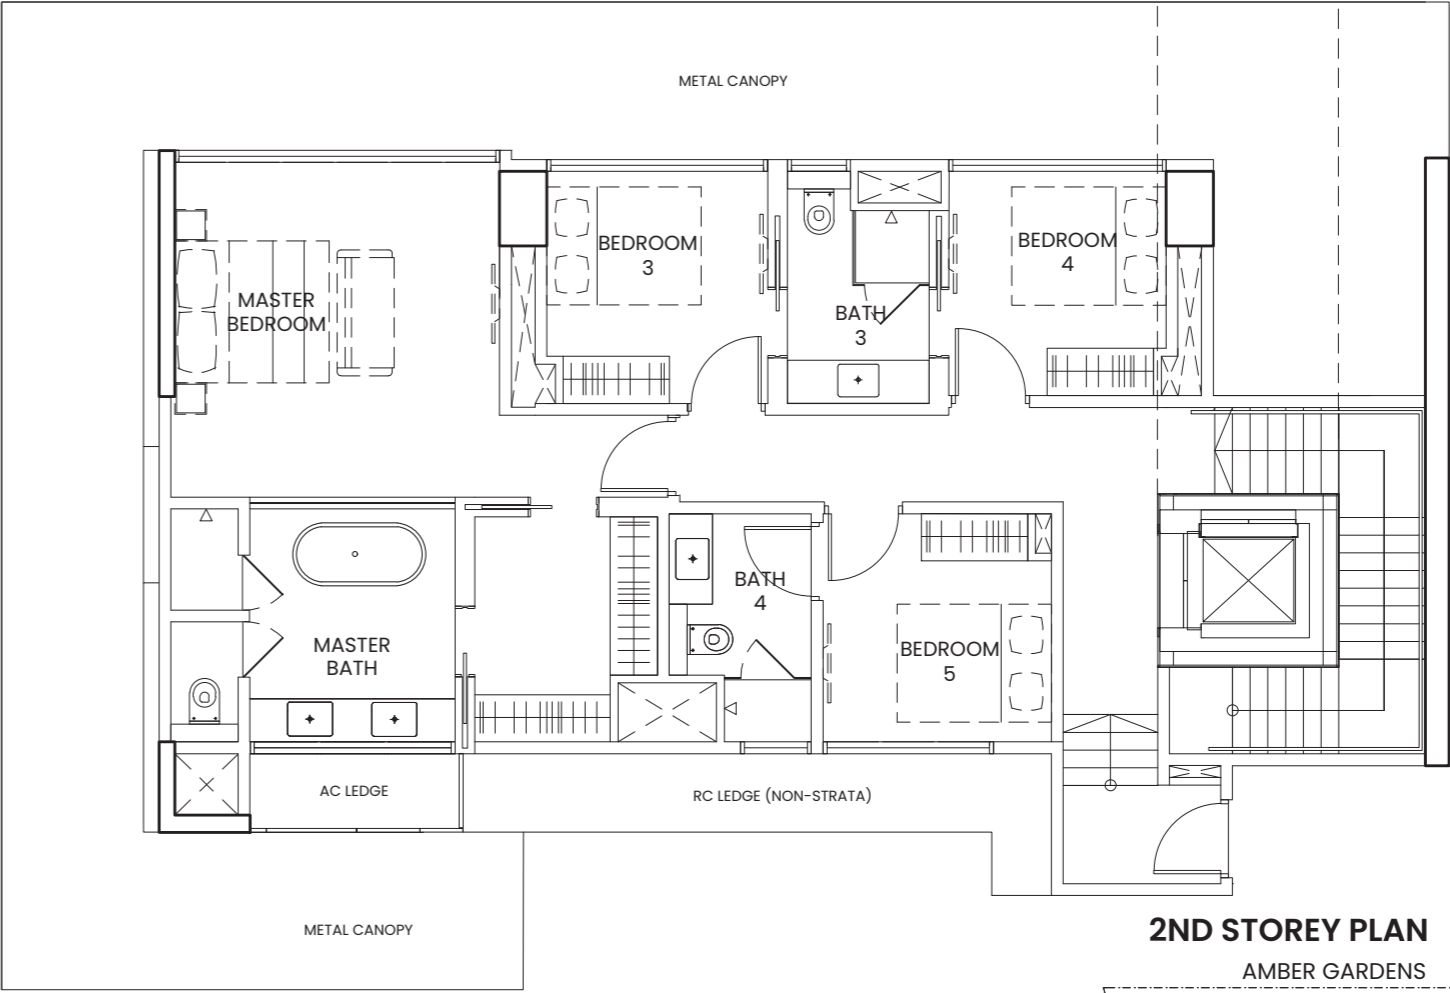 METAL CANOPY
MASTER
BEDROOM
BEDROOM
3
BATH
3
BEDROOM
4
MASTER
BATH
BATH
4
BEDROOM
5
AC LEDGE
RC LEDGE (NON-STRATA)
METAL CANOPY
2ND STOREY PLAN
AMBER GARDENS